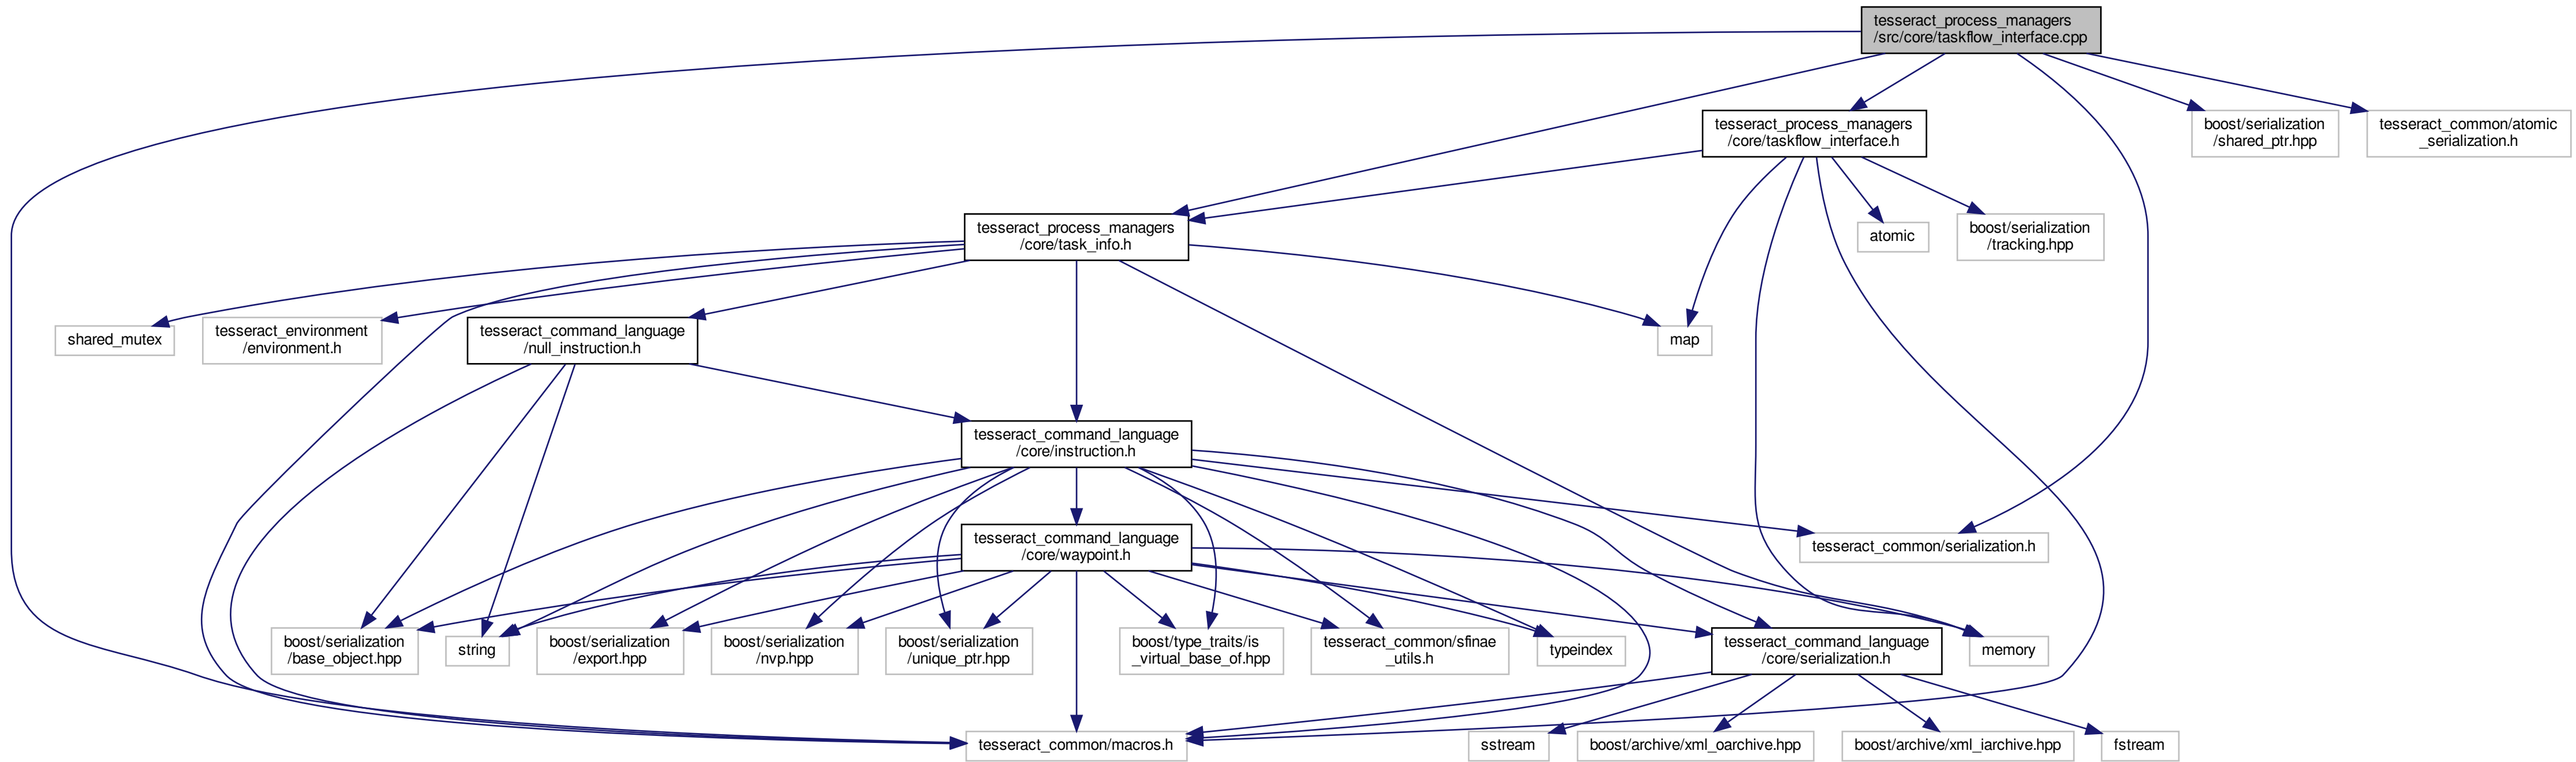 tesseract_process_managers
/src/core/taskflow_interface.cpp
tesseract_process_managers
/core/taskflow_interface.h
boost/serialization
/shared_ptr.hpp
tesseract_common/atomic
_serialization.h
tesseract_process_managers
/core/task_info.h
atomic
boost/serialization
/tracking.hpp
shared_mutex
tesseract_environment
/environment.h
tesseract_command_language
/null_instruction.h
map
tesseract_command_language
/core/instruction.h
tesseract_command_language
/core/waypoint.h
tesseract_common/serialization.h
boost/serialization
/base_object.hpp
string
boost/serialization
/export.hpp
boost/serialization
/nvp.hpp
boost/serialization
/unique_ptr.hpp
boost/type_traits/is
_virtual_base_of.hpp
tesseract_common/sfinae
_utils.h
typeindex
tesseract_command_language
/core/serialization.h
memory
tesseract_common/macros.h
sstream
boost/archive/xml_oarchive.hpp
boost/archive/xml_iarchive.hpp
fstream